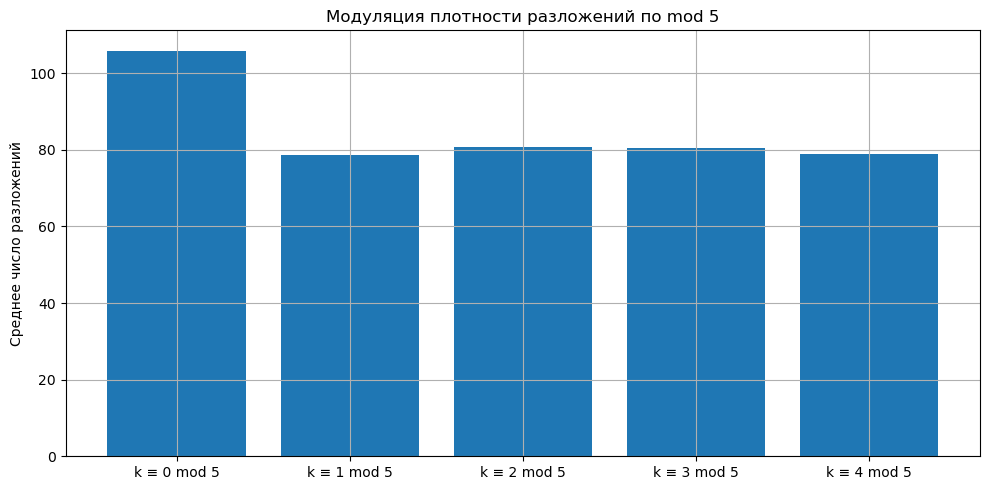 Модуляция плотности разложений по mod 5
Среднее число разложений
100
80
60
40
20
0
k ≡ 0 mod 5
k ≡ 1 mod 5
k ≡ 2 mod 5
k ≡ 3 mod 5
k ≡ 4 mod 5